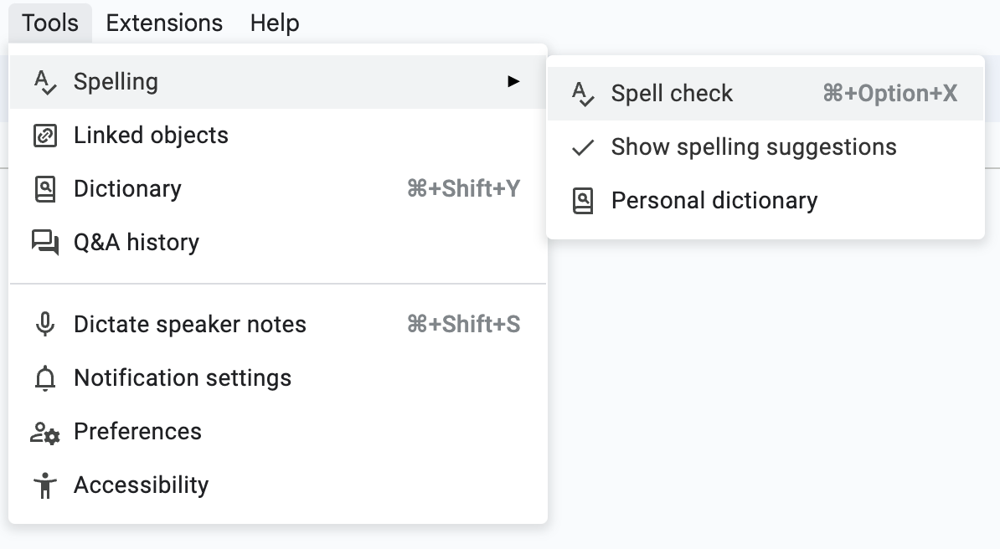 Tools Extensions Help
Spelling ►
Spell check ⌘+Option+X
Linked objects
Show spelling suggestions
Dictionary ⌘+Shift+Y
Personal dictionary
Q&A history
Dictate speaker notes ⌘+Shift+S
Notification settings
Preferences
Accessibility